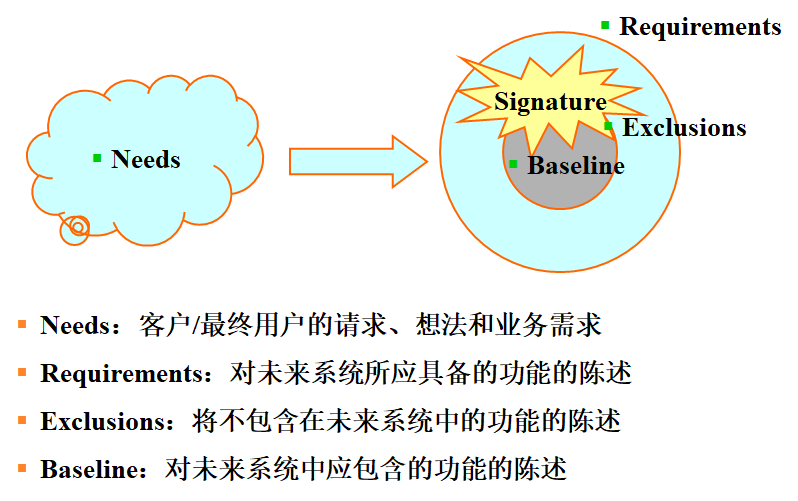 Requirements
Signature
Exclusions
Needs
Baseline
Needs：客户/最终用户的请求、想法和业务需求
Requirements：对未来系统所应具备的功能的陈述
Exclusions：将不包含在未来系统中的功能的陈述
Baseline：对未来系统中应包含的功能的陈述